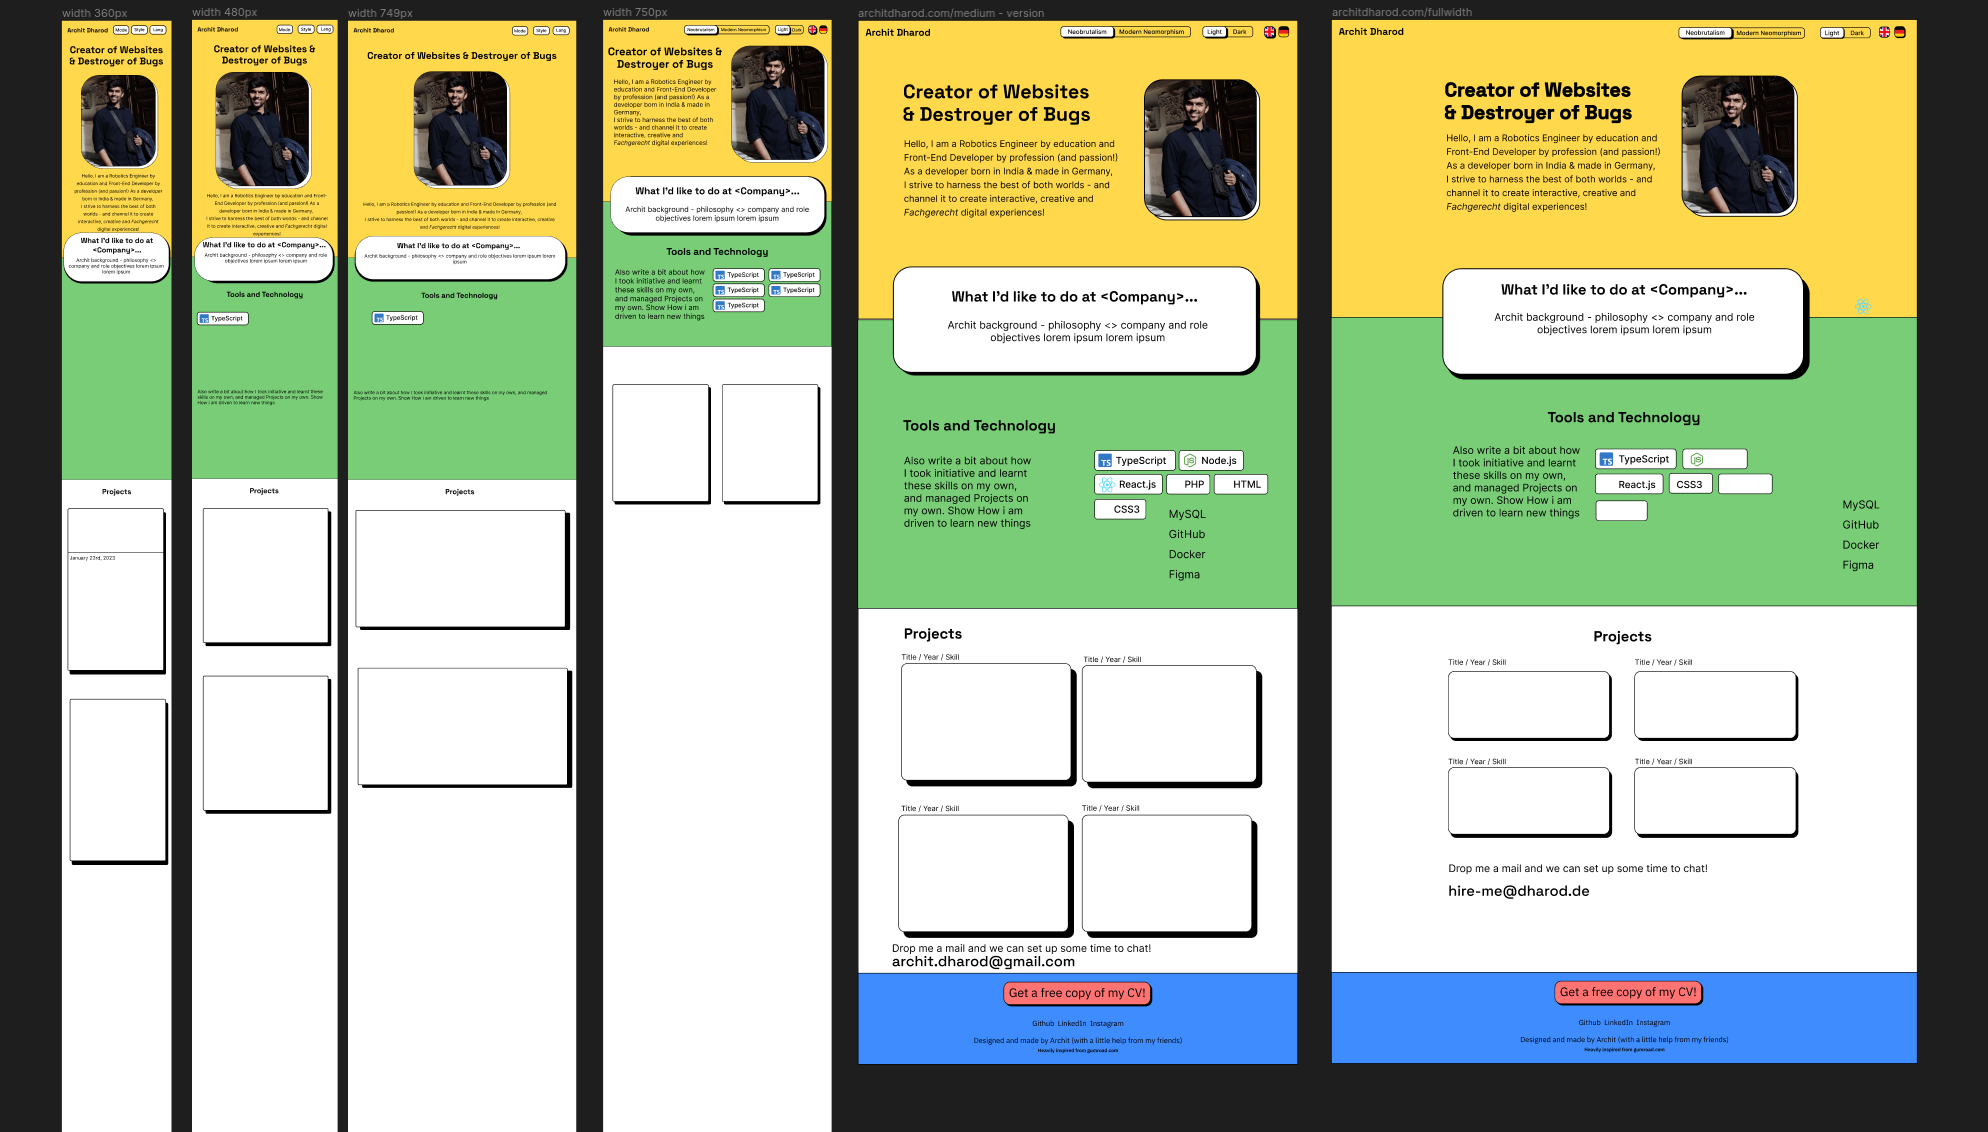 width 360px
Archit Dharod
Mode
Style
Lang
Creator of Websites
& Destroyer of Bugs
Hello, I am a Robotics Engineer by
education and Front-End Developer by
profession (and passion!) As a developer
born in India & made in Germany,
I strive to harness the best of both
worlds - and channel it to create
interactive, creative and Fachgerecht
digital experiences!
What I'd like to do at
<Company>...
Archit background - philosophy <>
company and role objectives lorem ipsum
lorem ipsum
Projects
January 23rd, 2023
width 480px
Archit Dharod
Mode
Style
Lang
Creator of Websites &
Destroyer of Bugs
Hello, I am a Robotics Engineer by education and Front-
End Developer by profession (and passion!) As a
developer born in India & made in Germany,
I strive to harness the best of both worlds - and channel
it to create interactive, creative and Fachgerecht digital
experiences!
What I'd like to do at <Company>...
Archit background - philosophy <> company and role
objectives lorem ipsum lorem ipsum
Tools and Technology
TS TypeScript
Also write a bit about how I took initiative and learnt these
skills on my own, and managed Projects on my own. Show
How i am driven to learn new things
Projects
width 749px
Archit Dharod
Mode
Style
Lang
Creator of Websites & Destroyer of Bugs
Hello, I am a Robotics Engineer by education and Front-End Developer by profession (and
passion!) As a developer born in India & made in Germany,
I strive to harness the best of both worlds - and channel it to create interactive, creative
and Fachgerecht digital experiences!
What I'd like to do at <Company>...
Archit background - philosophy <> company and role objectives lorem ipsum lorem
ipsum
Tools and Technology
TS TypeScript
Also write a bit about how I took initiative and learnt these skills on my own, and managed
Projects on my own. Show How i am driven to learn new things
Projects
width 750px
Archit Dharod
Neobrutalism
Modern Neomorphism
Light
Dark
Creator of Websites &
Destroyer of Bugs
Hello, I am a Robotics Engineer by
education and Front-End Developer
by profession (and passion!) As a
developer born in India & made in
Germany,
I strive to harness the best of both
worlds - and channel it to create
interactive, creative and
Fachgerecht digital experiences!
What I'd like to do at <Company>...
Archit background - philosophy <> company and role
objectives lorem ipsum lorem ipsum
Tools and Technology
Also write a bit about how
I took initiative and learnt
these skills on my own,
and managed Projects on
my own. Show How i am
driven to learn new things
TS TypeScript
TS TypeScript
TS TypeScript
TS TypeScript
TS TypeScript
architdharod.com/medium - version
Archit Dharod
Neobrutalism
Modern Neomorphism
Light
Dark
Creator of Websites
& Destroyer of Bugs
Hello, I am a Robotics Engineer by education and
Front-End Developer by profession (and passion!)
As a developer born in India & made in Germany,
I strive to harness the best of both worlds - and
channel it to create interactive, creative and
Fachgerecht digital experiences!
What I'd like to do at <Company>...
Archit background - philosophy <> company and role
objectives lorem ipsum lorem ipsum
Tools and Technology
Also write a bit about how
I took initiative and learnt
these skills on my own,
and managed Projects on
my own. Show How i am
driven to learn new things
TS TypeScript
JS Node.js
React.js
PHP
HTML
CSS3
MySQL
GitHub
Docker
Figma
Projects
Title / Year / Skill
Title / Year / Skill
Title / Year / Skill
Title / Year / Skill
Drop me a mail and we can set up some time to chat!
archit.dharod@gmail.com
Get a free copy of my CV!
Github LinkedIn Instagram
Designed and made by Archit (with a little help from my friends)
Heavily inspired from gumroad.com
architdharod.com/fullwidth
Archit Dharod
Neobrutalism
Modern Neomorphism
Light
Dark
Creator of Websites
& Destroyer of Bugs
Hello, I am a Robotics Engineer by education and
Front-End Developer by profession (and passion!)
As a developer born in India & made in Germany,
I strive to harness the best of both worlds - and
channel it to create interactive, creative and
Fachgerecht digital experiences!
What I'd like to do at <Company>...
Archit background - philosophy <> company and role
objectives lorem ipsum lorem ipsum
Tools and Technology
Also write a bit about how
I took initiative and learnt
these skills on my own,
and managed Projects on
my own. Show How i am
driven to learn new things
TS TypeScript
JS
React.js
CSS3
MySQL
GitHub
Docker
Figma
Projects
Title / Year / Skill
Title / Year / Skill
Title / Year / Skill
Title / Year / Skill
Drop me a mail and we can set up some time to chat!
hire-me@dharod.de
Get a free copy of my CV!
Github LinkedIn Instagram
Designed and made by Archit (with a little help from my friends)
Heavily inspired from gumroad.com